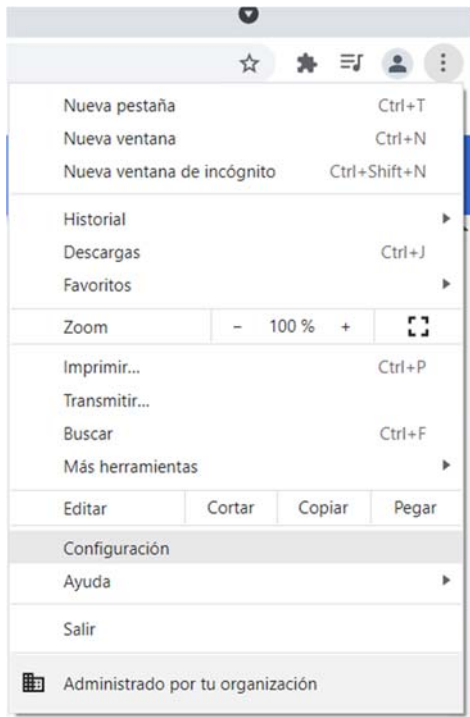 Nueva pestaña Ctrl+T
Nueva ventana Ctrl+N
Nueva ventana de incógnito Ctrl+Shift+N
Historial
Descargas Ctrl+J
Favoritos
Zoom - 100 % +
Imprimir... Ctrl+P
Transmitir...
Buscar Ctrl+F
Más herramientas
Editar Cortar Copiar Pegar
Configuración
Ayuda
Salir
Administrado por tu organización